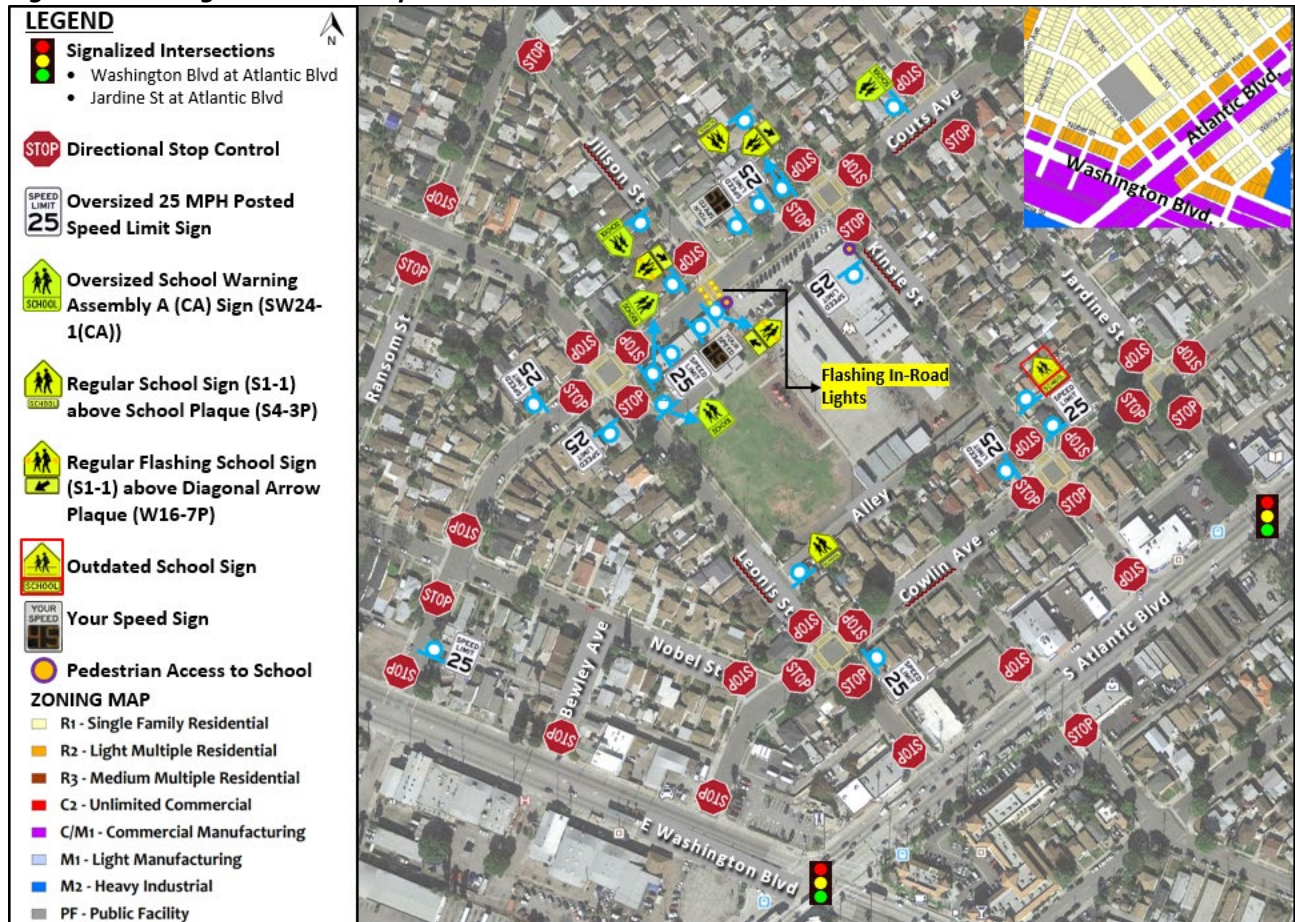 LEGEND
N
Signalized Intersections
• Washington Blvd at Atlantic Blvd
• Jardine St at Atlantic Blvd
STOP Directional Stop Control
SPEED LIMIT 25
Oversized 25 MPH Posted
Speed Limit Sign
SCHOOL
Oversized School Warning
Assembly A (CA) Sign (SW24-
1(CA))
SCHOOL
Regular School Sign (S1-1)
above School Plaque (S4-3P)
Regular Flashing School Sign
(S1-1) above Diagonal Arrow
Plaque (W16-7P)
SCHOOL
Outdated School Sign
YOUR SPEED
Your Speed Sign
Pedestrian Access to School
ZONING MAP
R1 - Single Family Residential
R2 - Light Multiple Residential
R3 - Medium Multiple Residential
C2 - Unlimited Commercial
C/M1 - Commercial Manufacturing
M1 - Light Manufacturing
M2 - Heavy Industrial
PF - Public Facility
Jillson St
Couts Ave
Kinsie St
Jardine St
Ransom St
Flashing In-Road
Lights
Alley
Cowlin Ave
Leonis St
Nobel St
Bewley Ave
S Atlantic Blvd
E Washington Blvd
Atlantic Blvd.
Washington Blvd.